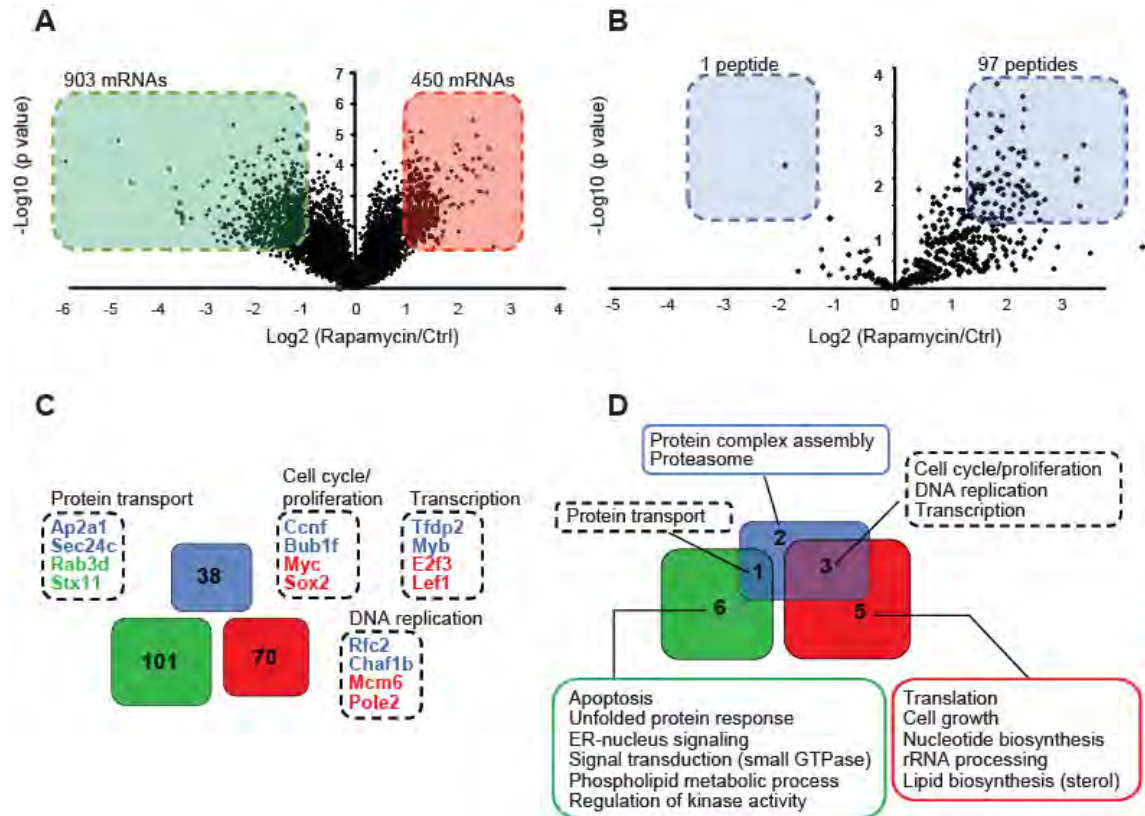 A
903 mRNAs
450 mRNAs
7
6
5
4
3
2
1
-Log10 (p value)
-6 -5 -4 -3 -2 -1 0 1 2 3 4
Log2 (Rapamycin/Ctrl)
B
1 peptide
97 peptides
4
3
2
1
-Log10 (p value)
-5 -4 -3 -2 -1 0 1 2 3
Log2 (Rapamycin/Ctrl)
C
Protein transport
Ap2a1
Sec24c
Rab3d
Stx11
Cell cycle/
proliferation
Ccnf
Bub1f
Myc
Sox2
Transcription
Tfdp2
Myb
E2f3
Lef1
38
101
70
DNA replication
Rfc2
Chaf1b
Mcm6
Pole2
D
Protein complex assembly
Proteasome
Cell cycle/proliferation
DNA replication
Transcription
Protein transport
2
1
3
6
5
Apoptosis
Unfolded protein response
ER-nucleus signaling
Signal transduction (small GTPase)
Phospholipid metabolic process
Regulation of kinase activity
Translation
Cell growth
Nucleotide biosynthesis
rRNA processing
Lipid biosynthesis (sterol)